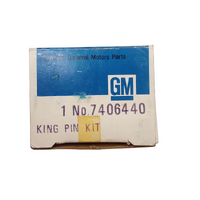 General Motors Parts
GM
1 No 7406440
KING PIN KIT